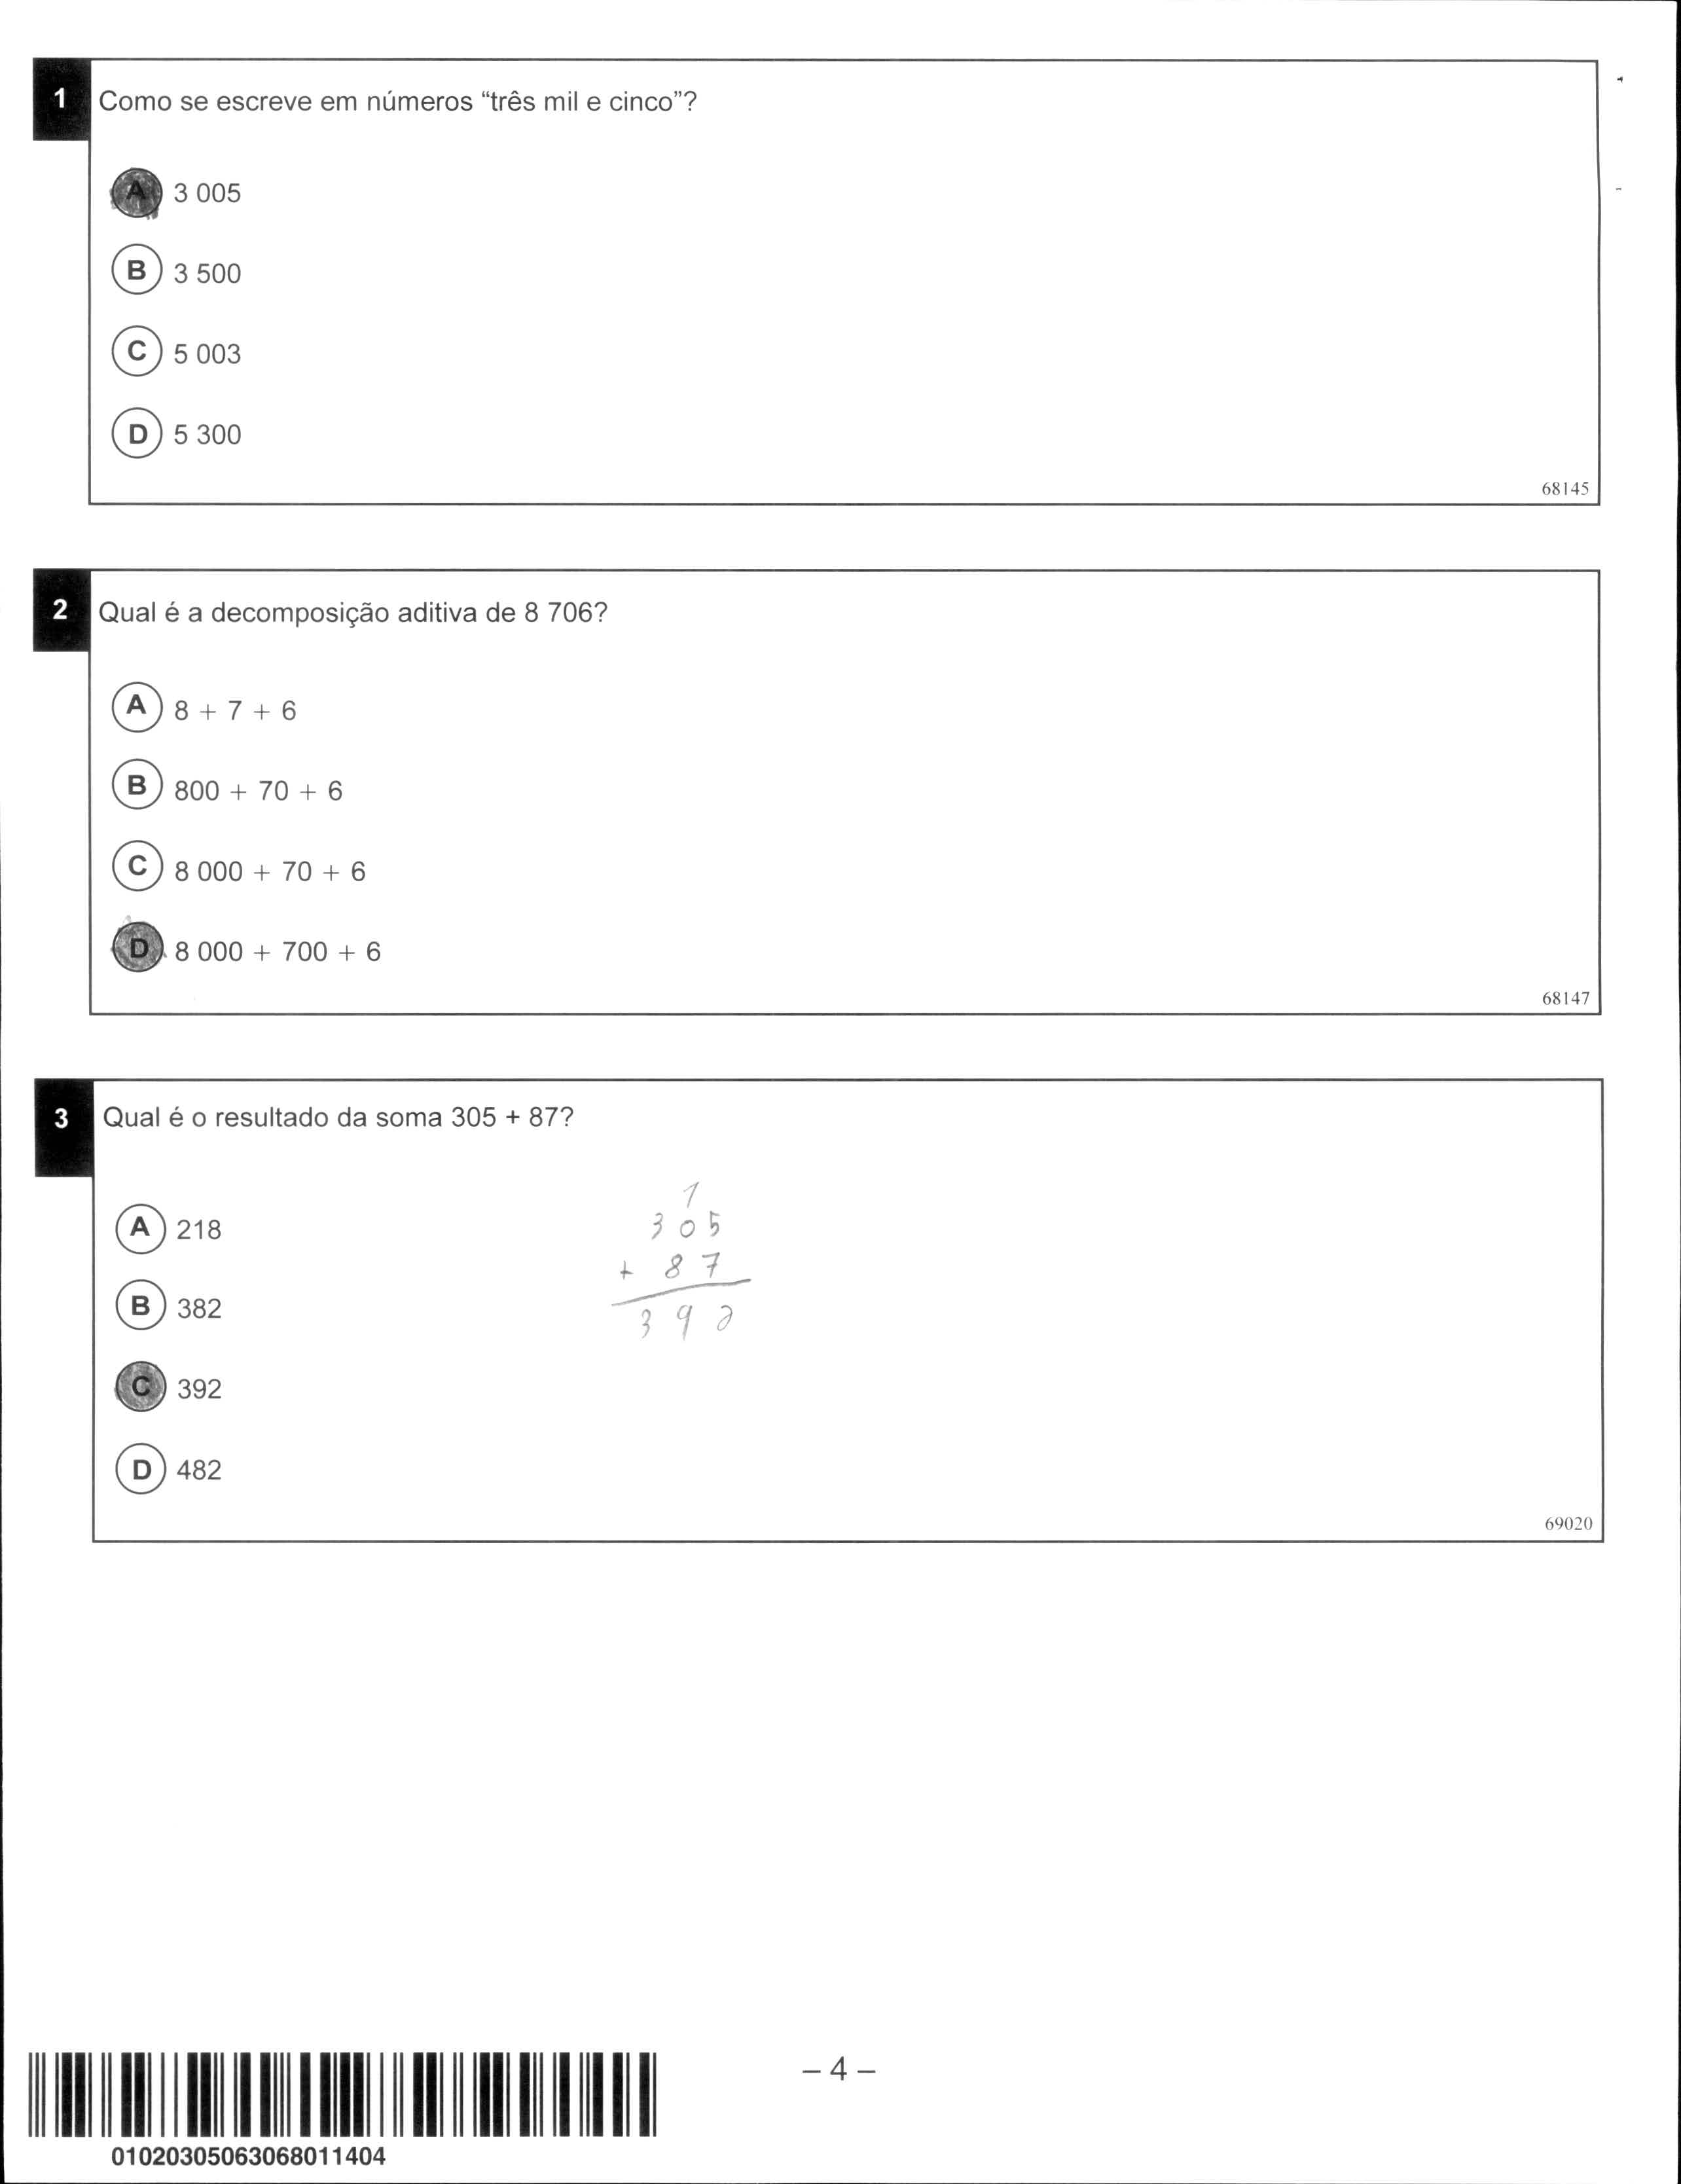 1 Como se escreve em números “três mil e cinco”?
A 3 005
B 3 500
C 5 003
D 5 300
68145
2 Qual é a decomposição aditiva de 8 706?
A 8 + 7 + 6
B 800 + 70 + 6
C 8 000 + 70 + 6
D 8 000 + 700 + 6
68147
3 Qual é o resultado da soma 305 + 87?
A 218
B 382
C 392
D 482
1
305
+ 87
392
69020
– 4 –
01020305063068011404